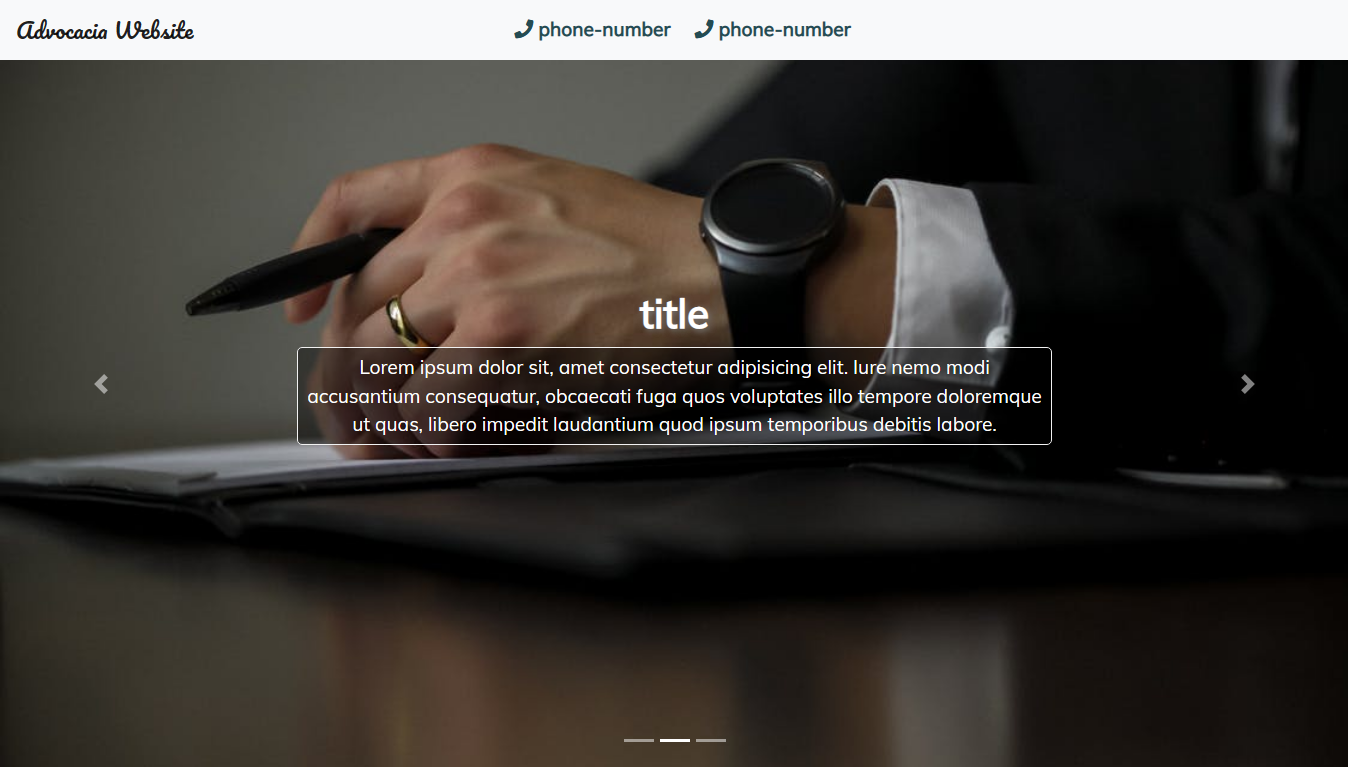 Advocacia Website
phone-number phone-number
title
Lorem ipsum dolor sit, amet consectetur adipisicing elit. Iure nemo modi
accusantium consequatur, obcaecati fuga quos voluptates illo tempore doloremque
ut quas, libero impedit laudantium quod ipsum temporibus debitis labore.